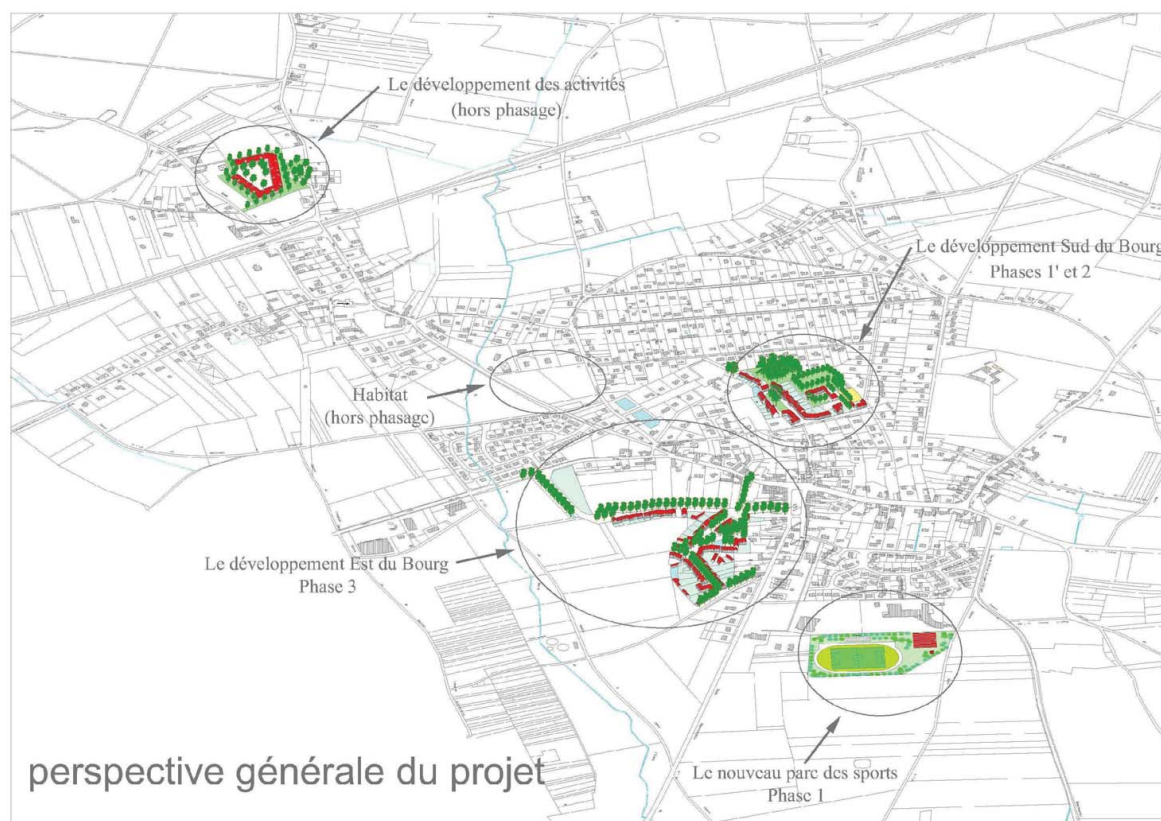 Le développement des activités
(hors phasage)
Le développement Sud du Bourg
Phases 1' et 2
Habitat
(hors phasage)
Le développement Est du Bourg
Phase 3
Le nouveau parc des sports
Phase 1
perspective générale du projet